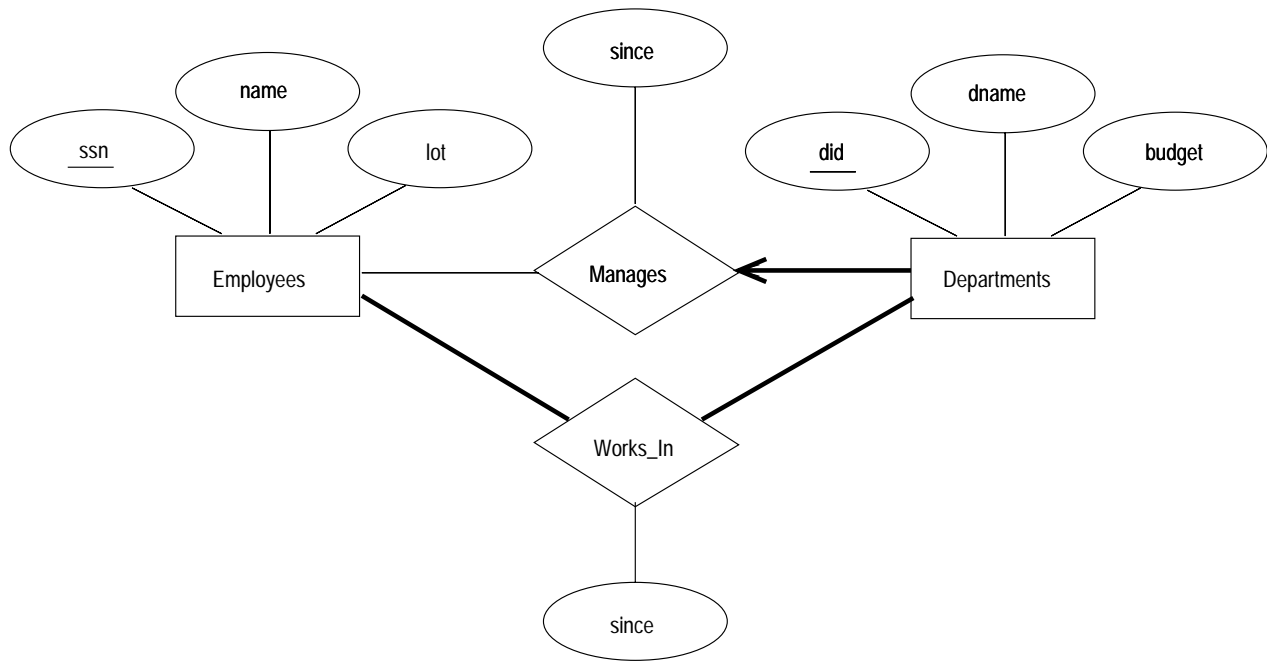 since
name
dname
ssn
lot
did
budget
Employees
Manages
Departments
Works_In
since